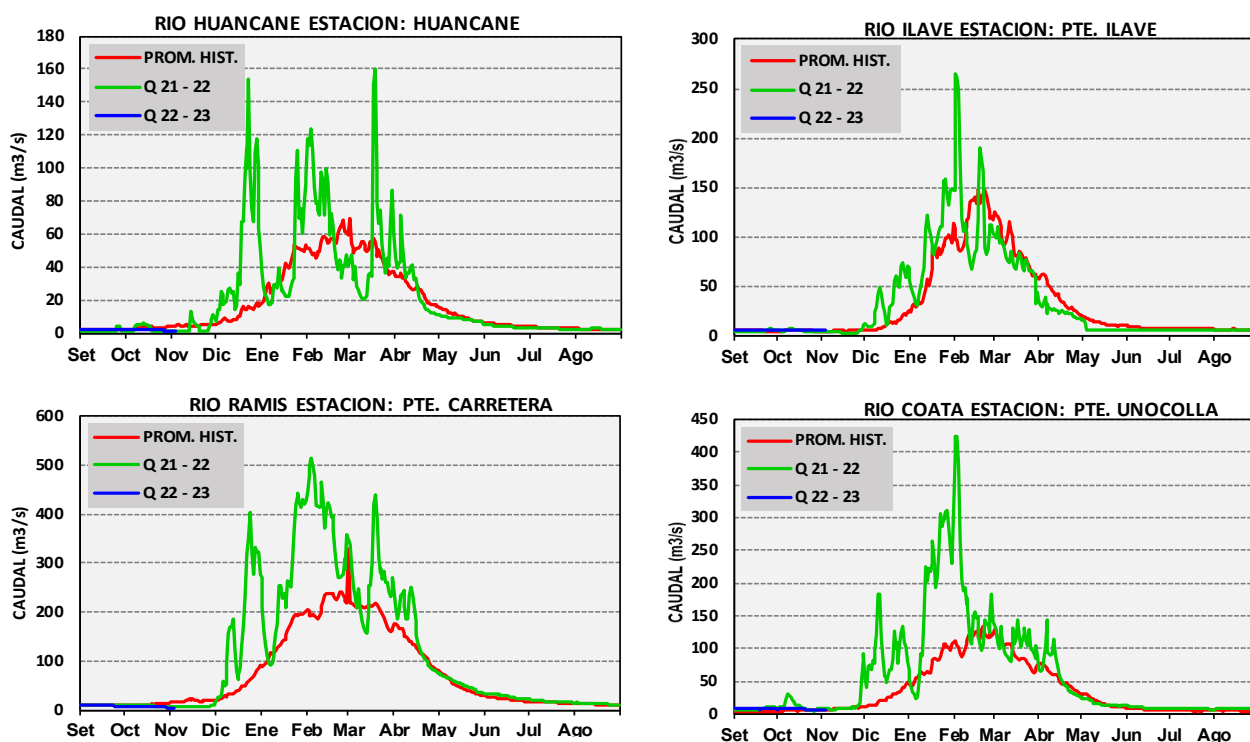 RIO HUANCANE ESTACION: HUANCANE
CAUDAL (m3/s)
180
160
140
120
100
80
60
40
20
0
PROM. HIST.
Q 21 - 22
Q 22 - 23
Set Oct Nov Dic Ene Feb Mar Abr May Jun Jul Ago
RIO ILAVE ESTACION: PTE. ILAVE
CAUDAL (m3/s)
300
250
200
150
100
50
0
PROM. HIST.
Q 21 - 22
Q 22 - 23
Set Oct Nov Dic Ene Feb Mar Abr May Jun Jul Ago
RIO RAMIS ESTACION: PTE. CARRETERA
CAUDAL (m3/s)
600
500
400
300
200
100
0
PROM. HIST.
Q 21 - 22
Q 22 - 23
Set Oct Nov Dic Ene Feb Mar Abr May Jun Jul Ago
RIO COATA ESTACION: PTE. UNOCOLLA
CAUDAL (m3/s)
450
400
350
300
250
200
150
100
50
0
PROM. HIST.
Q 21 - 22
Q 22 - 23
Set Oct Nov Dic Ene Feb Mar Abr May Jun Jul Ago